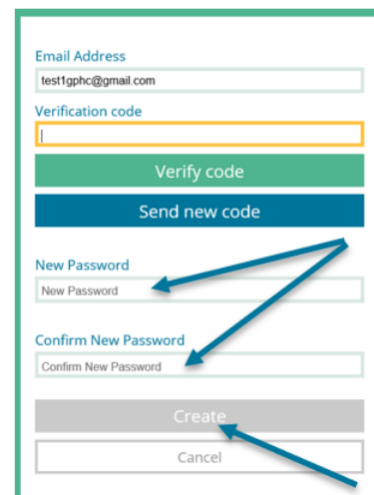 Email Address
test1gphc@gmail.com
Verification code
Verify code
Send new code
New Password
New Password
Confirm New Password
Confirm New Password
Create
Cancel